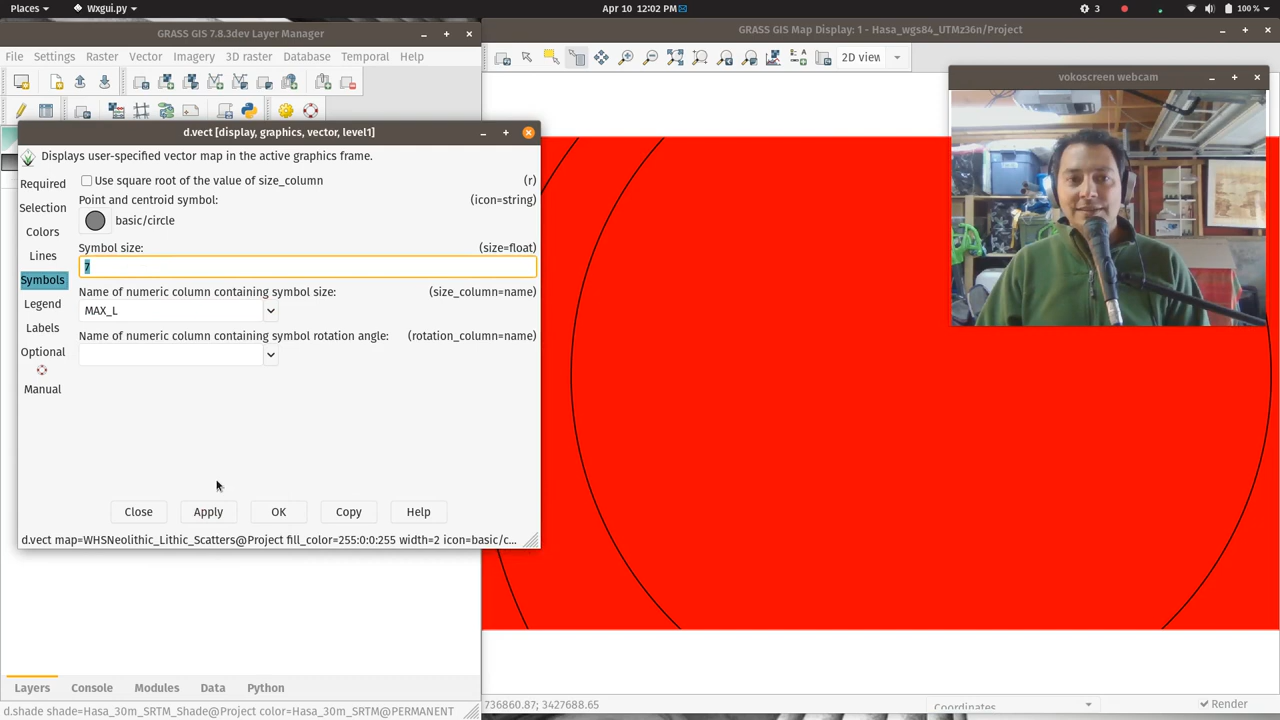 Places Wxgui.py Apr 10 12:02 PM 3 100 %
GRASS GIS 7.8.3dev Layer Manager
GRASS GIS Map Display: 1 - Hasa_wgs84_UTMz36n/Project
File Settings Raster Vector Imagery 3D raster Database Temporal Help
2D view
vokoscreen webcam
d.vect [display, graphics, vector, level1]
Displays user-specified vector map in the active graphics frame.
Required
Selection
Colors
Lines
Symbols
Legend
Labels
Optional
Manual
Use square root of the value of size_column (r)
Point and centroid symbol: (icon=string)
basic/circle
Symbol size: (size=float)
7
Name of numeric column containing symbol size: (size_column=name)
MAX_L
Name of numeric column containing symbol rotation angle: (rotation_column=name)
Close Apply OK Copy Help
d.vect map=WHSNeolithic_Lithic_Scatters@Project fill_color=255:0:0:255 width=2 icon=basic/c...
Layers Console Modules Data Python
d.shade shade=Hasa_30m_SRTM_Shade@Project color=Hasa_30m_SRTM@PERMANENT
736860.87; 3427688.65
Coordinates
Render